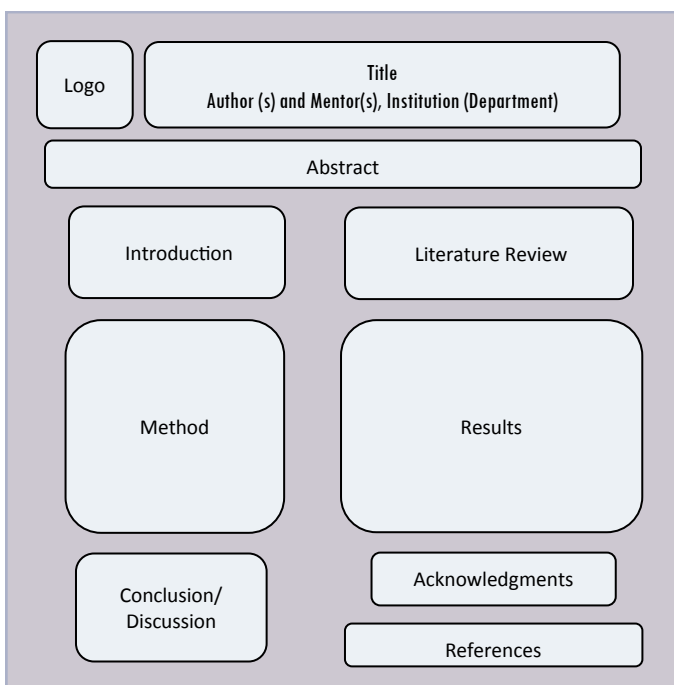 Logo
Title
Author (s) and Mentor(s), Institution (Department)
Abstract
Introduction
Literature Review
Method
Results
Conclusion/
Discussion
Acknowledgments
References